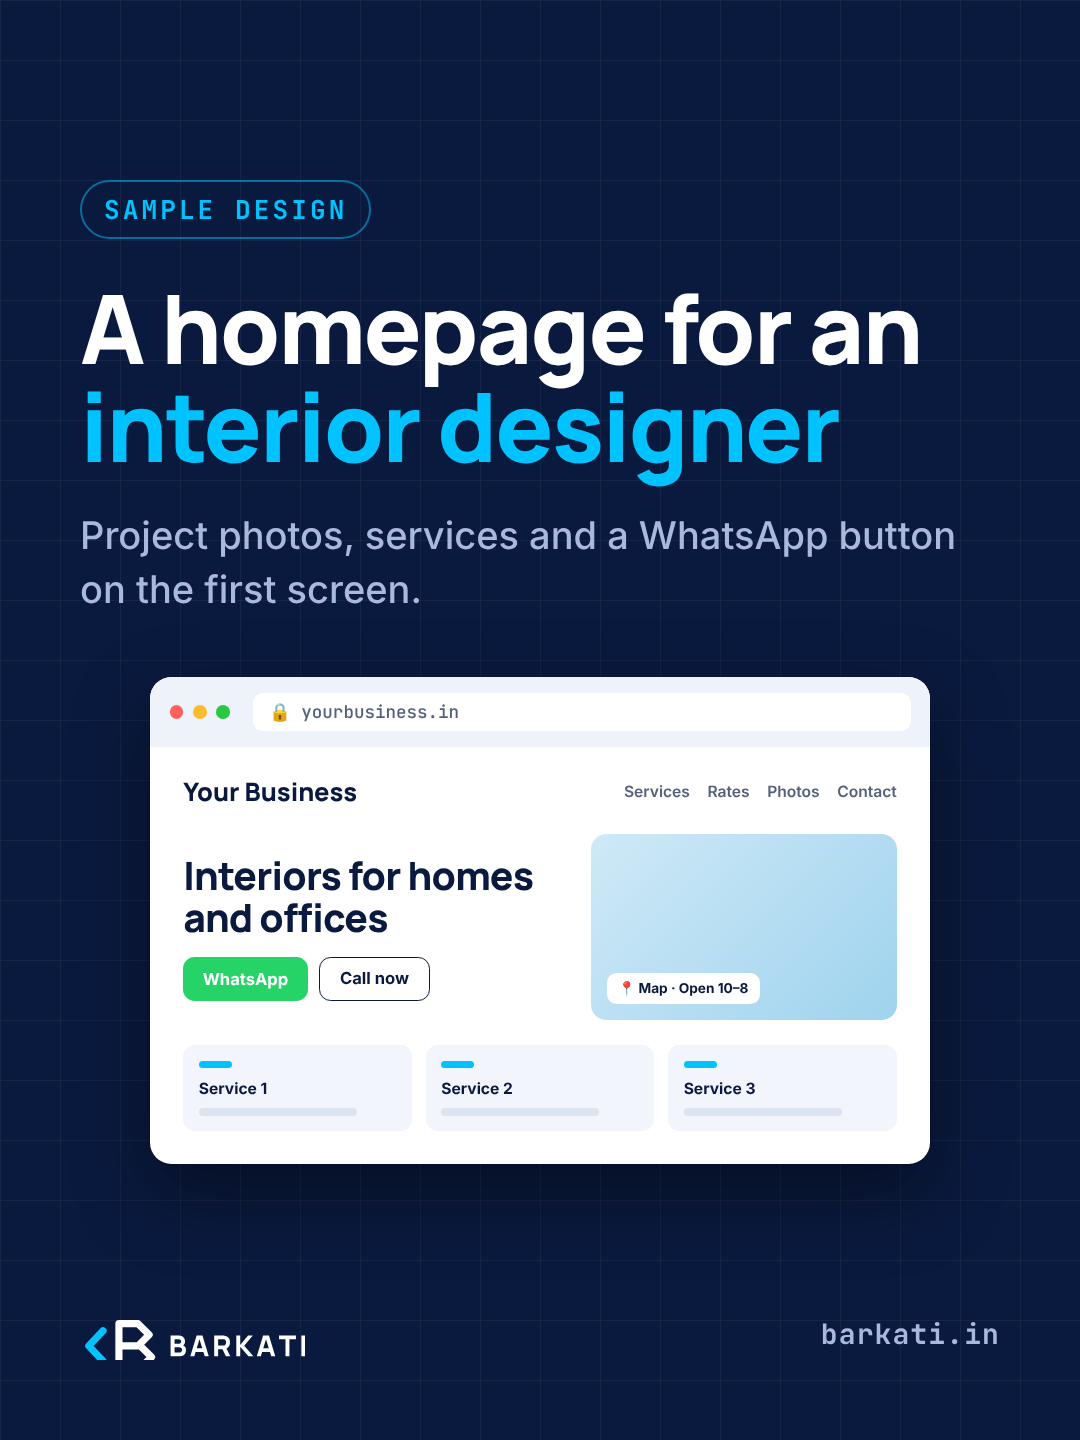 SAMPLE DESIGN
A homepage for an
interior designer
Project photos, services and a WhatsApp button
on the first screen.
🔒 yourbusiness.in
Your Business
Services Rates Photos Contact
Interiors for homes
and offices
WhatsApp Call now
📍 Map · Open 10–8
Service 1 Service 2 Service 3
BARKATI
barkati.in